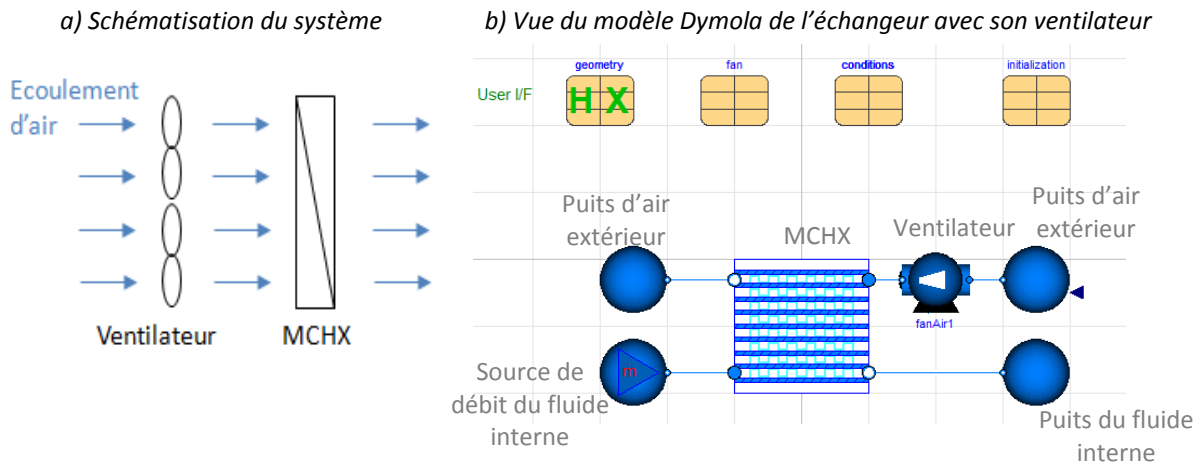 a) Schématisation du système
b) Vue du modèle Dymola de l'échangeur avec son ventilateur
Ecoulement
d'air
Ventilateur
MCHX
geometry
fan
conditions
initialization
User I/F
H X
Puits d'air
extérieur
MCHX
Ventilateur
Puits d'air
extérieur
fanAir1
m
Source de
débit du fluide
interne
Puits du fluide
interne